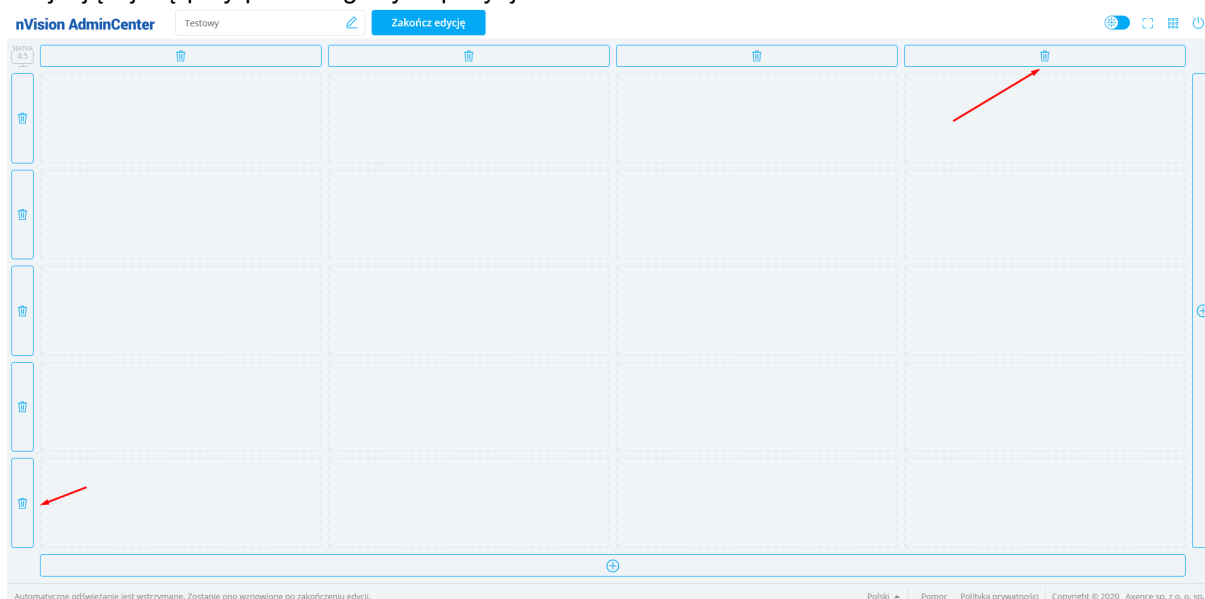 nVision AdminCenter
Testowy
Zakończ edycję
SIATKA
4:5
Automatyczne odświeżanie jest wstrzymane. Zostanie ono wznowione po zakończeniu edycji.
Polski
Pomoc
Polityka prywatności
Copyright © 2020 Axence sp. z o. o. sp.